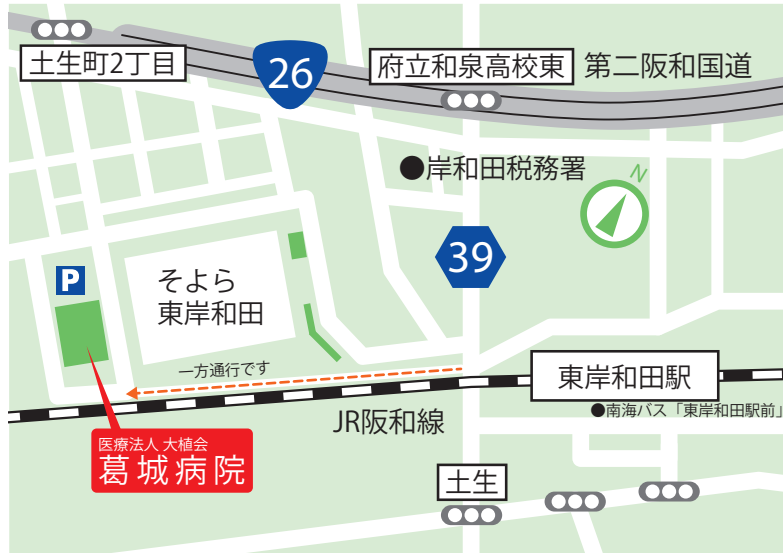 土生町2丁目
26
府立和泉高校東
第二阪和国道
●岸和田税務署
N
39
P
そよら
東岸和田
一方通行です
東岸和田駅
●南海バス「東岸和田駅前」
JR阪和線
医療法人 大植会
葛城病院
土生